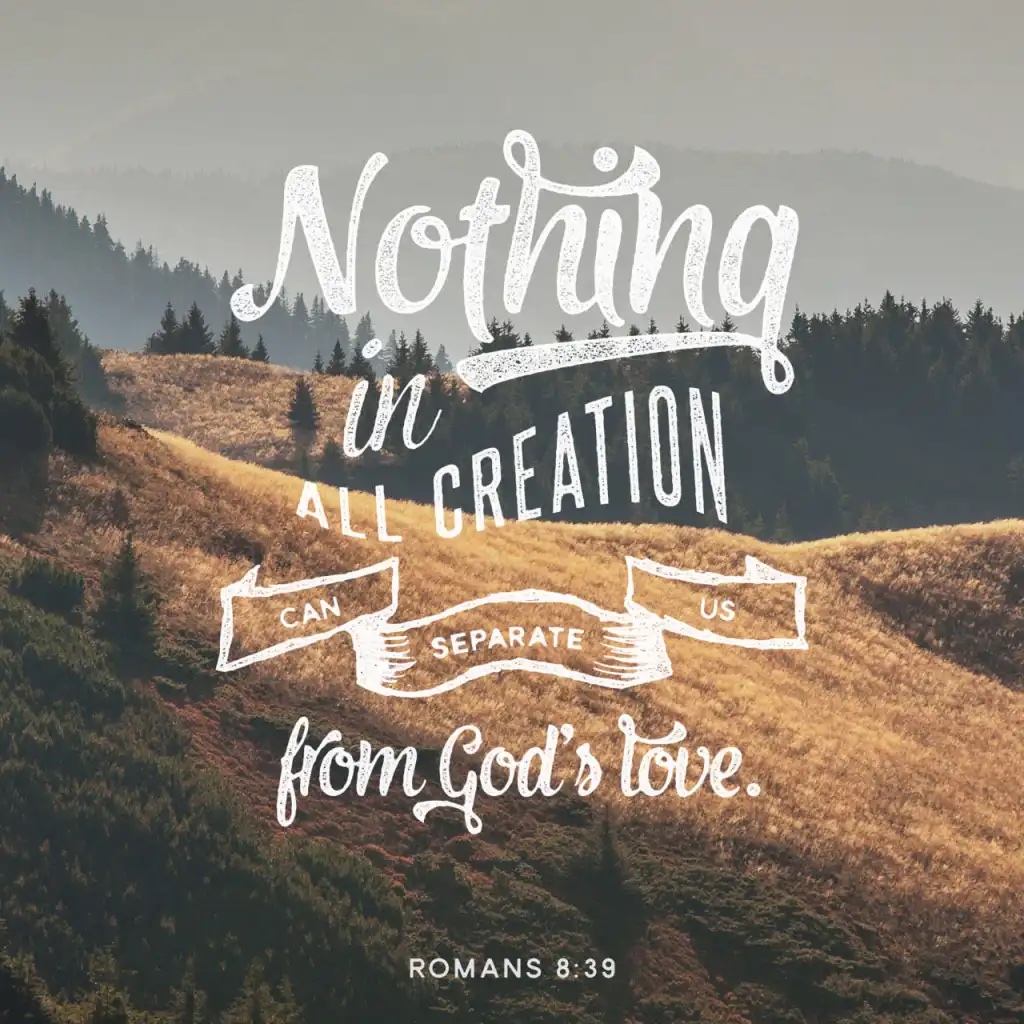 Nothing
in
ALL CREATION
CAN SEPARATE US
from God's love.
ROMANS 8:39